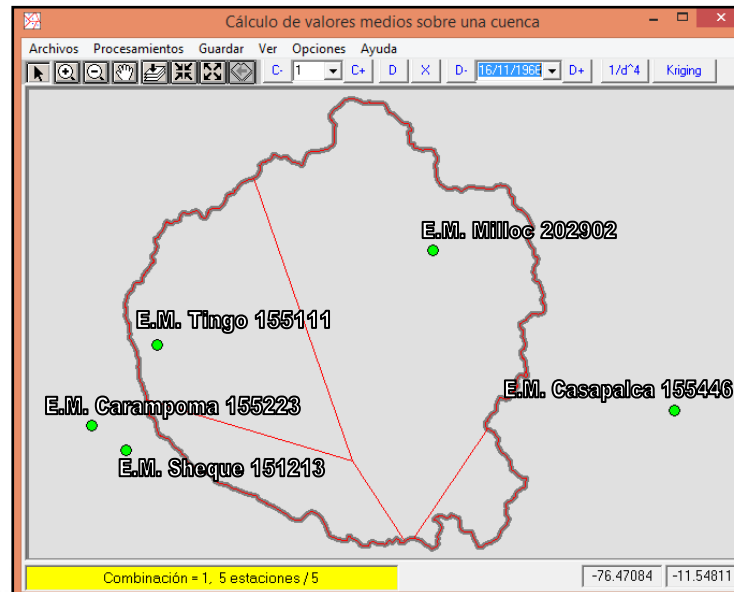 Cálculo de valores medios sobre una cuenca
Archivos Procesamientos Guardar Ver Opciones Ayuda
C- 1 C+ D X D- 16/11/1966 D+ 1/d^4 Kriging
E.M. Milloc 202902
E.M. Tingo 155111
E.M. Casapalca 155446
E.M. Carampoma 155223
E.M. Sheque 151213
Combinación = 1, 5 estaciones / 5
-76.47084 -11.54811